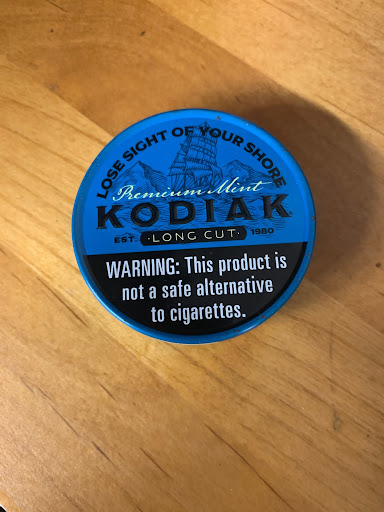 LOSE SIGHT OF YOUR SHORE
Premium Mint
KODIAK
EST. ·LONG CUT· 1980
WARNING: This product is
not a safe alternative
to cigarettes.